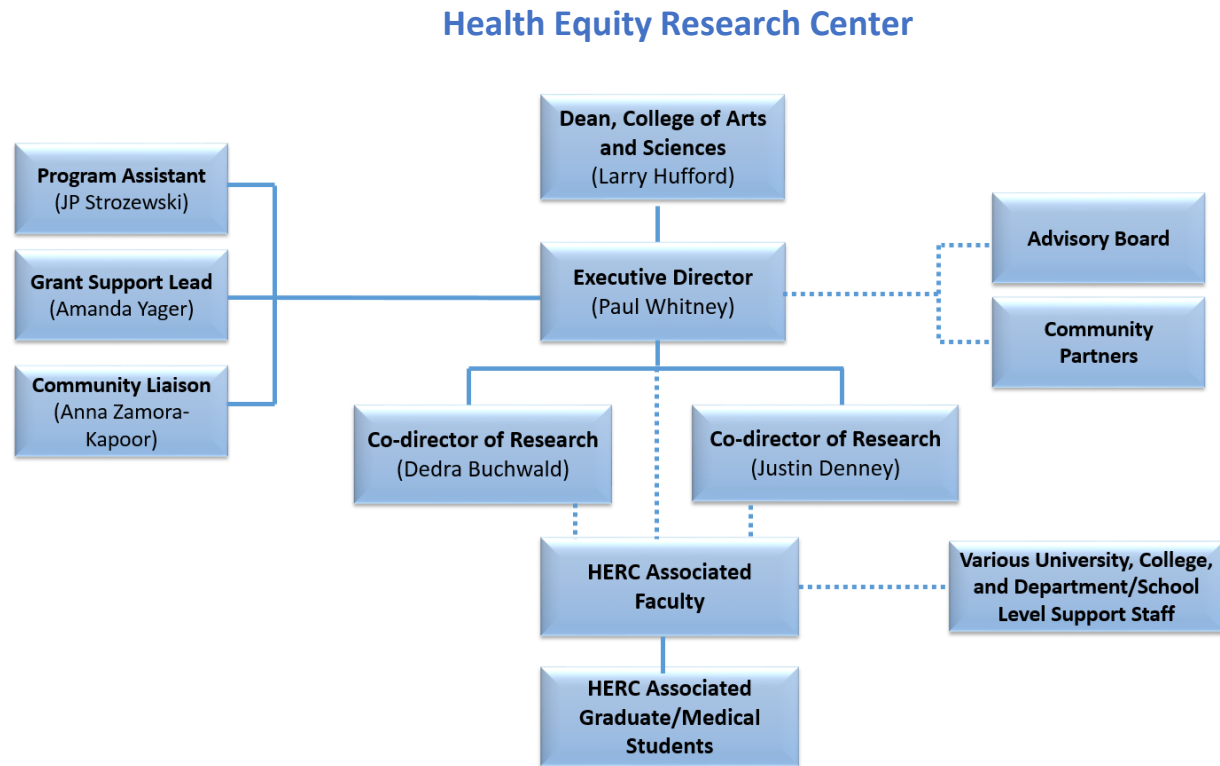 Health Equity Research Center
Dean, College of Arts
and Sciences
(Larry Hufford)
Program Assistant
(JP Strozewski)
Grant Support Lead
(Amanda Yager)
Community Liaison
(Anna Zamora-
Kapoor)
Executive Director
(Paul Whitney)
Advisory Board
Community
Partners
Co-director of Research
(Dedra Buchwald)
Co-director of Research
(Justin Denney)
HERC Associated
Faculty
Various University, College,
and Department/School
Level Support Staff
HERC Associated
Graduate/Medical
Students